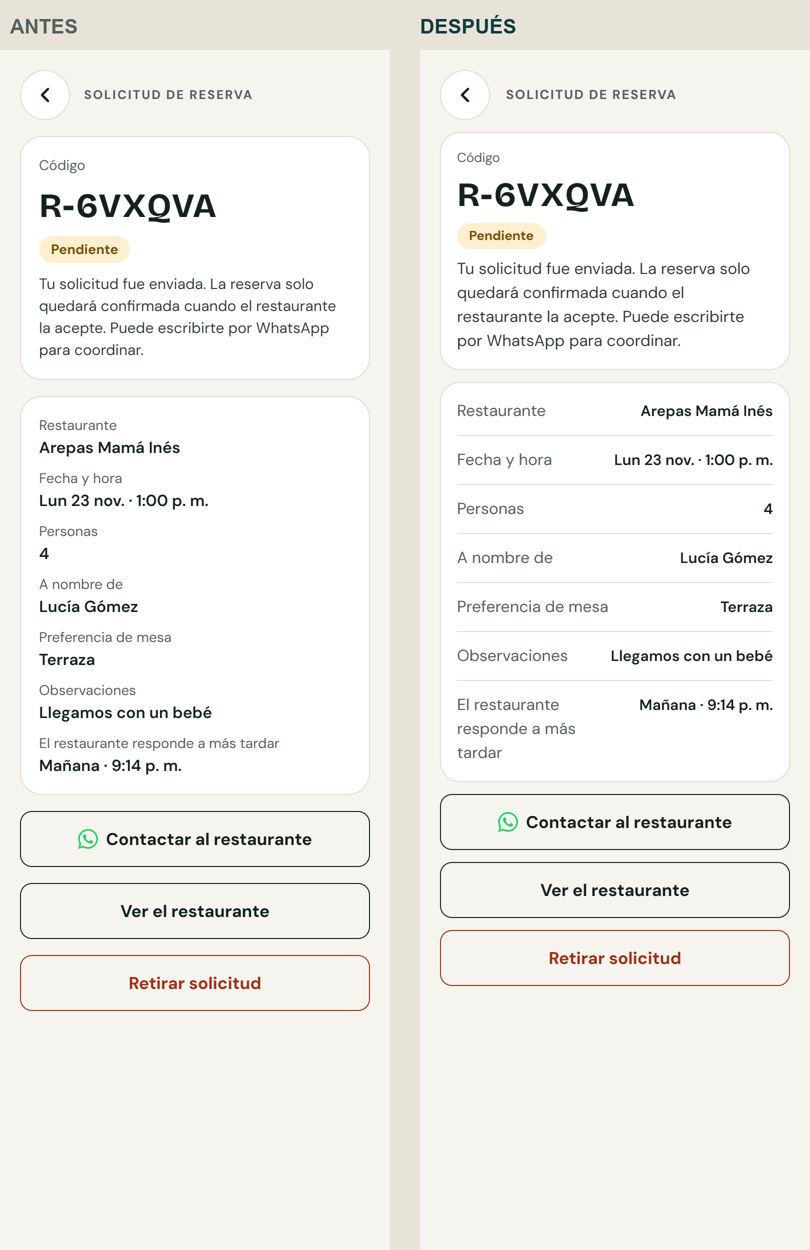 ANTES
SOLICITUD DE RESERVA
Código
R-6VXQVA
Pendiente
Tu solicitud fue enviada. La reserva solo
quedará confirmada cuando el restaurante
la acepte. Puede escribirte por WhatsApp
para coordinar.
Restaurante
Arepas Mamá Inés
Fecha y hora
Lun 23 nov. · 1:00 p. m.
Personas
4
A nombre de
Lucía Gómez
Preferencia de mesa
Terraza
Observaciones
Llegamos con un bebé
El restaurante responde a más tardar
Mañana · 9:14 p. m.
Contactar al restaurante
Ver el restaurante
Retirar solicitud
DESPUÉS
SOLICITUD DE RESERVA
Código
R-6VXQVA
Pendiente
Tu solicitud fue enviada. La reserva solo
quedará confirmada cuando el
restaurante la acepte. Puede escribirte
por WhatsApp para coordinar.
Restaurante Arepas Mamá Inés
Fecha y hora Lun 23 nov. · 1:00 p. m.
Personas 4
A nombre de Lucía Gómez
Preferencia de mesa Terraza
Observaciones Llegamos con un bebé
El restaurante Mañana · 9:14 p. m.
responde a más
tardar
Contactar al restaurante
Ver el restaurante
Retirar solicitud